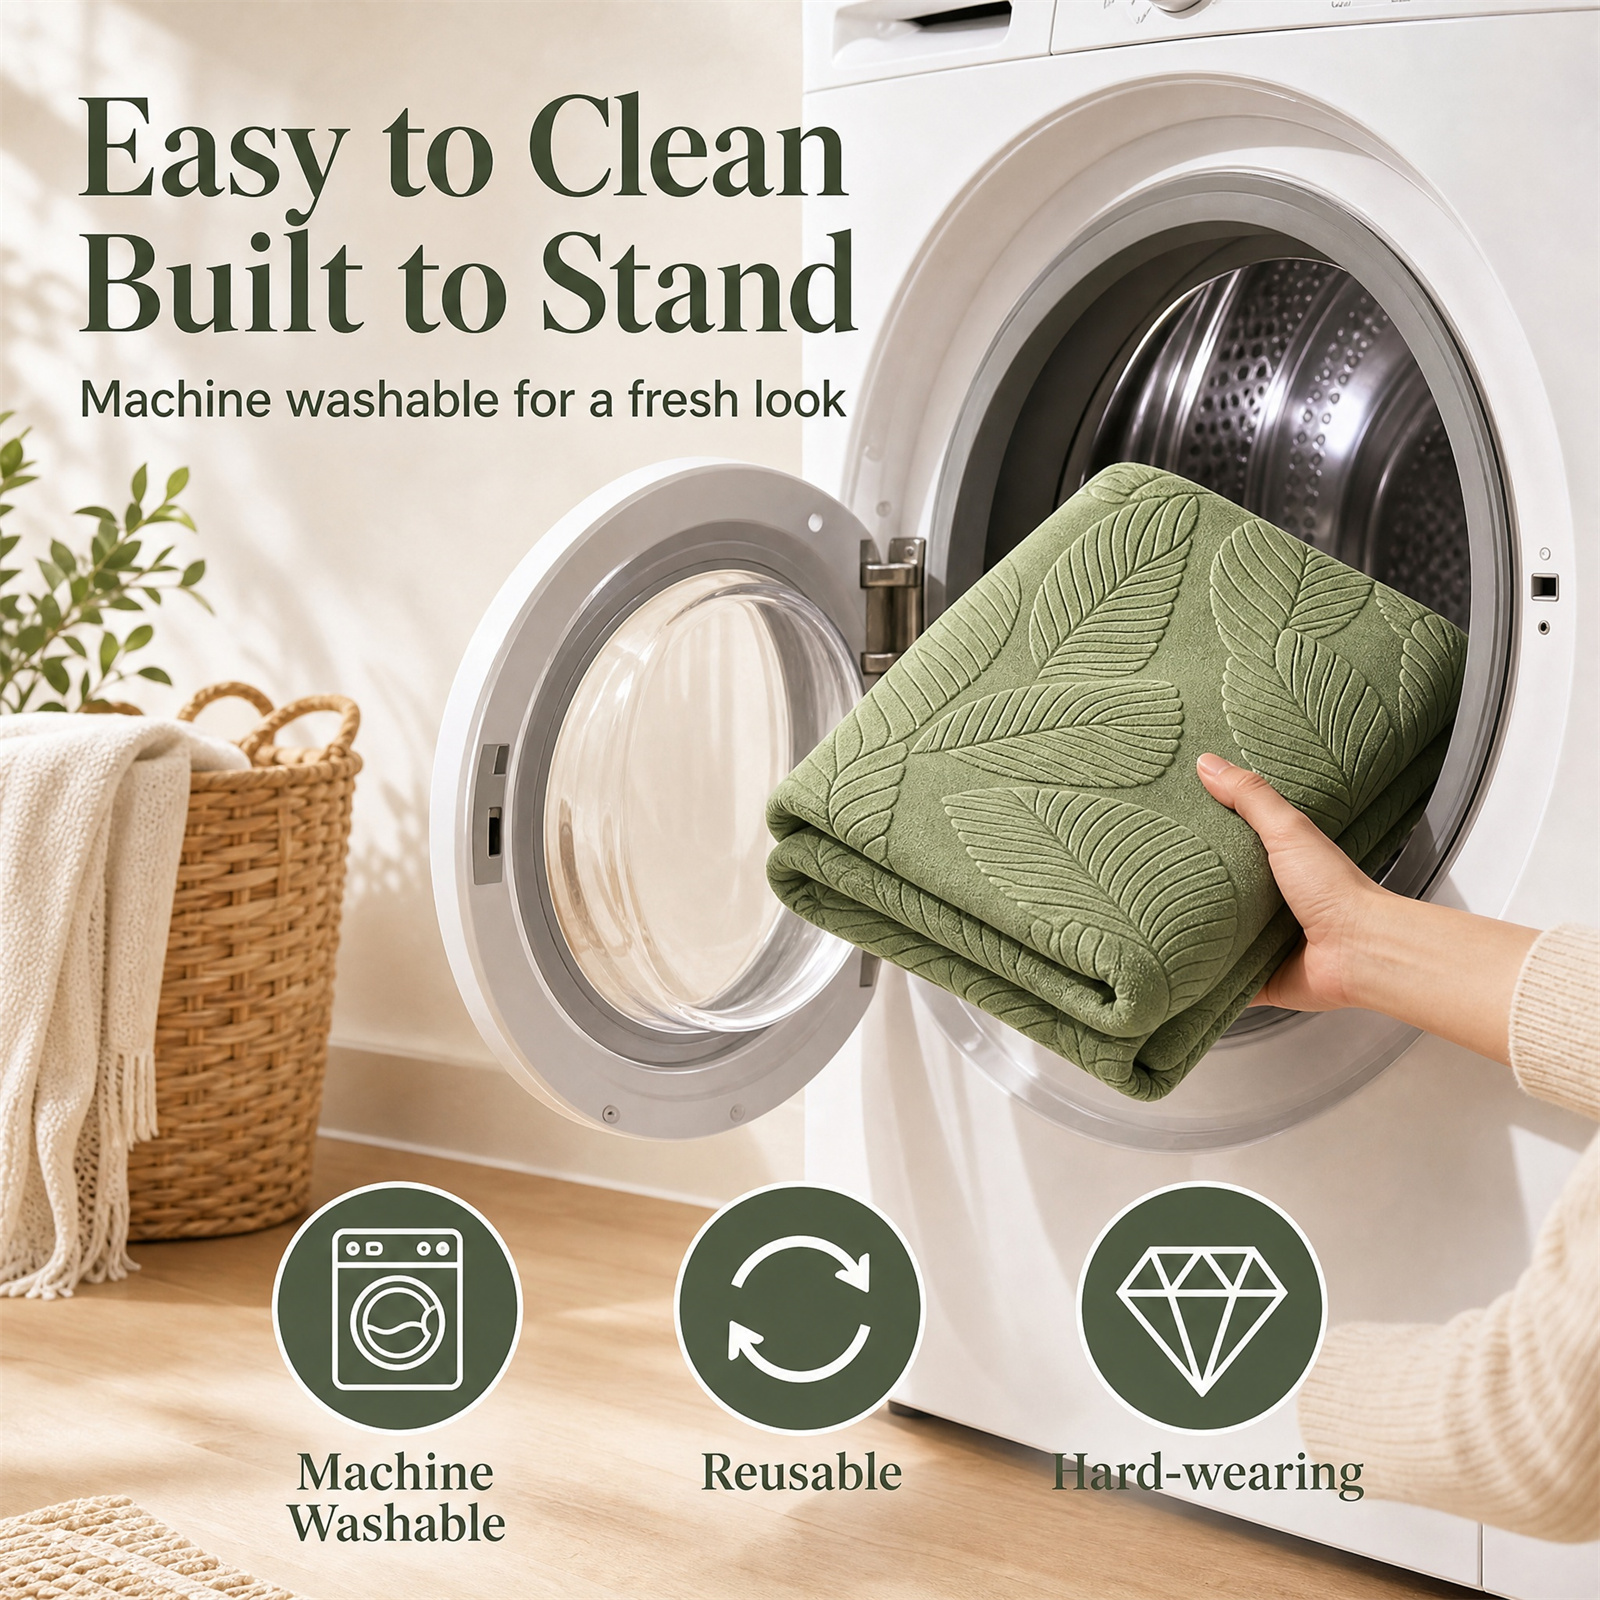 Easy to Clean
Built to Stand
Machine washable for a fresh look
Machine
Washable
Reusable
Hard-wearing